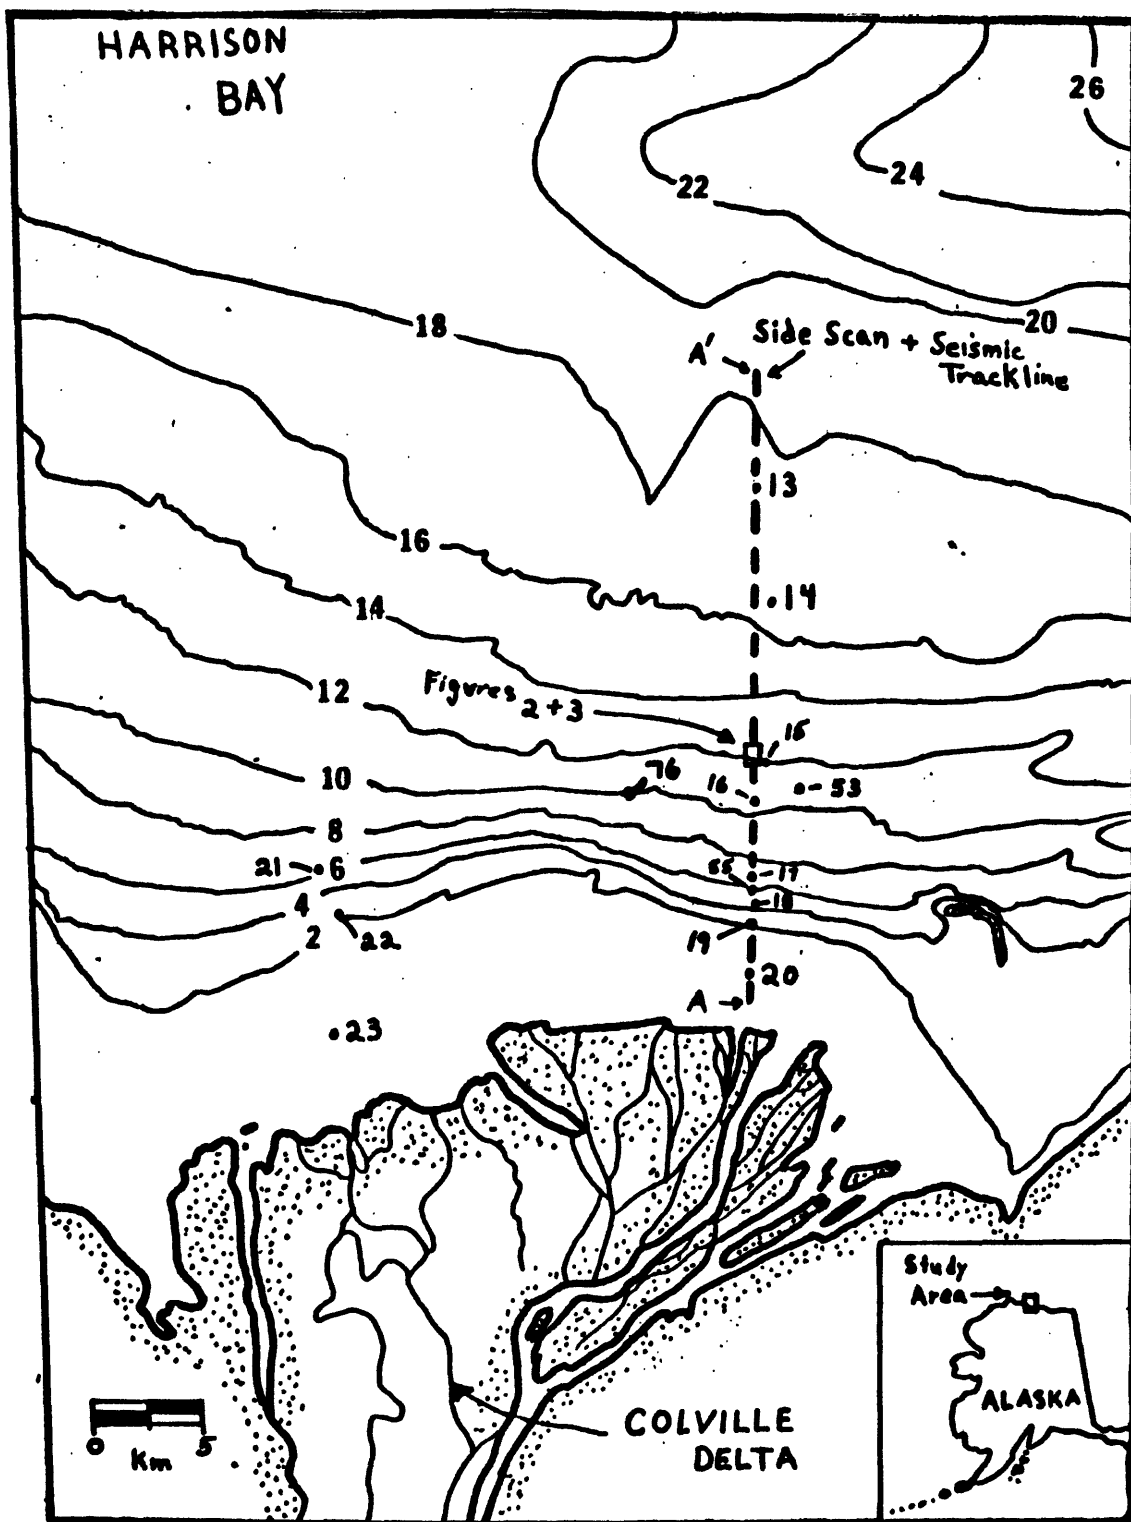 HARRISON
BAY
26
24
22
20
18
Side Scan + Seismic
Trackline
A'
13
16
14
14
12
Figures
2+3
15
10
76
16
53
8
21
6
55
17
4
18
2
22
19
20
A
23
Study
Area
ALASKA
0 5
Km
COLVILLE
DELTA